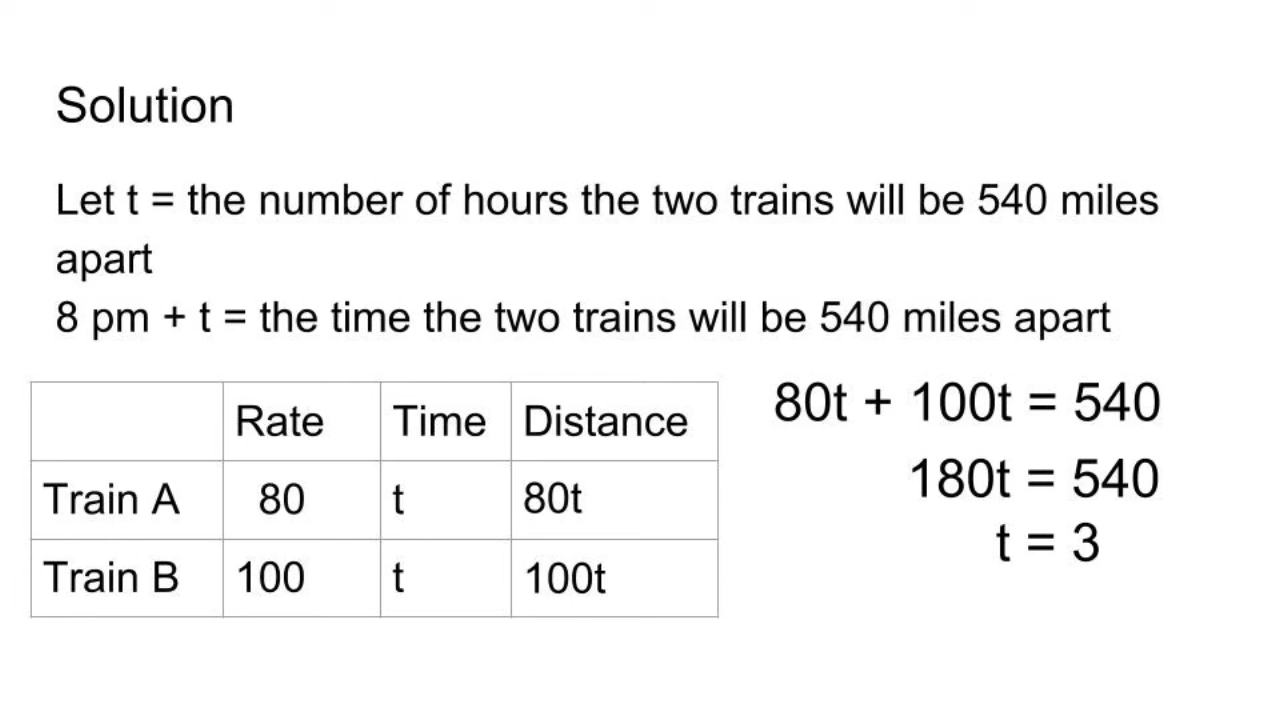 Solution
Let t = the number of hours the two trains will be 540 miles
apart
8 pm + t = the time the two trains will be 540 miles apart
Rate Time Distance
Train A 80 t 80t
Train B 100 t 100t
80t + 100t = 540
180t = 540
t = 3